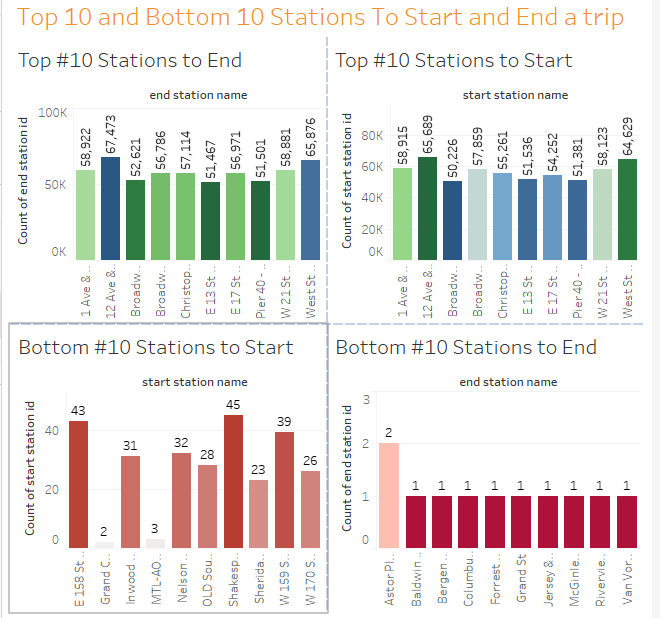 Top 10 and Bottom 10 Stations To Start and End a trip
Top #10 Stations to End
end station name
Count of end station id
100K
50K
0K
58,922
67,473
52,621
56,786
57,114
51,467
56,971
51,501
58,881
65,876
1 Ave &..
12 Ave &..
Broadw..
Broadw..
Christop..
E 13 St ..
E 17 St ..
Pier 40 - ..
W 21 St ..
West St ..
Top #10 Stations to Start
start station name
Count of start station id
80K
60K
40K
20K
0K
58,915
65,689
50,226
57,859
55,261
51,536
54,252
51,381
58,123
64,629
1 Ave & ..
12 Ave &..
Broadw..
Broadw..
Christop..
E 13 St ..
E 17 St ..
Pier 40 - ..
W 21 St ..
West St ..
Bottom #10 Stations to Start
start station name
Count of start station id
40
20
0
43
2
31
3
32
28
45
23
39
26
E 158 St ..
Grand C..
Inwood ..
MTL-AO..
Nelson ..
OLD Sou..
Shakesp..
Sherida..
W 159 S..
W 170 S..
Bottom #10 Stations to End
end station name
Count of end station id
3
2
1
0
2
1
1
1
1
1
1
1
1
1
Astor Pl..
Baldwin ..
Bergen ..
Columbu..
Forrest ..
Grand St
Jersey &..
McGinle..
Rivervie..
Van Vor..